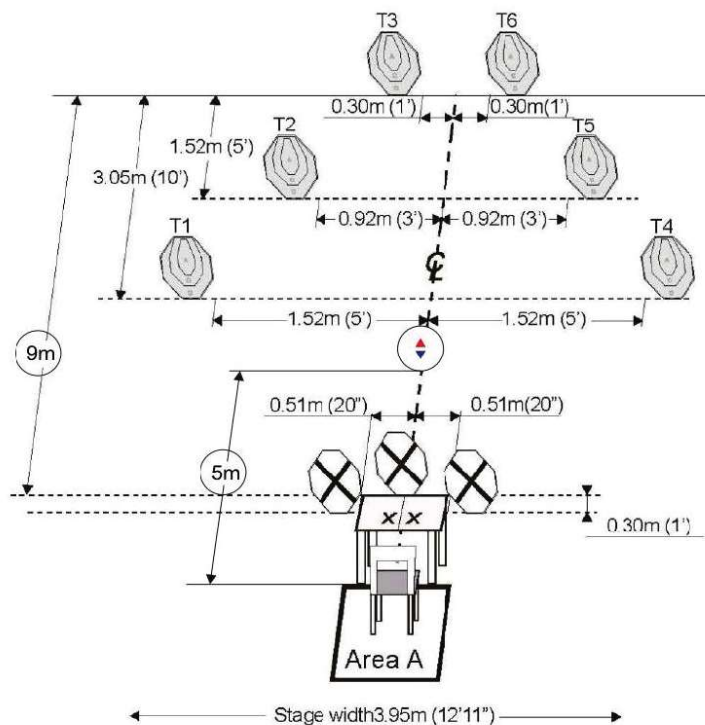 T3 T6
0.30m (1') 0.30m(1')
T2 T5
1.52m (5')
3.05m (10')
0.92m (3') 0.92m (3')
T1 T4
℄
1.52m (5') 1.52m (5')
9m
0.51m (20") 0.51m(20")
5m
x x
0.30m (1')
Area A
Stage width3.95m (12'11")